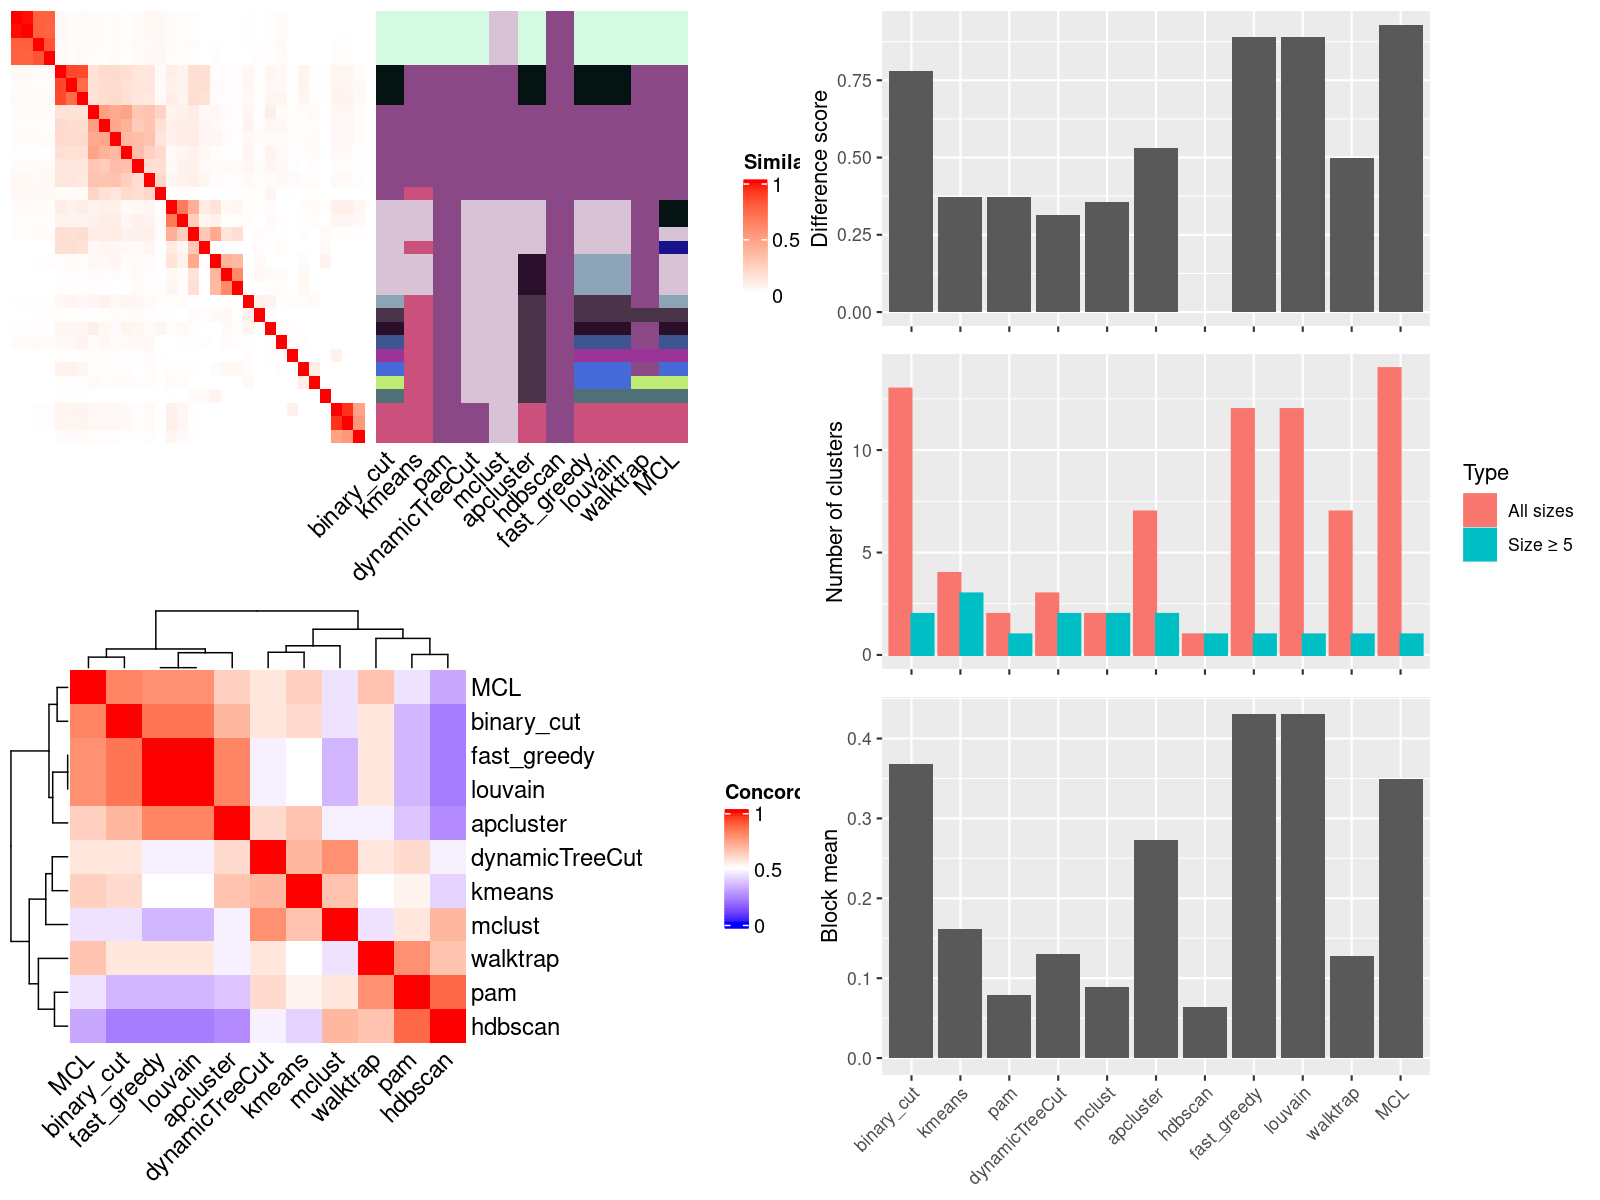 Simila
1
0.5
0
binary_cut
kmeans
pam
dynamicTreeCut
mclust
apcluster
hdbscan
fast_greedy
louvain
walktrap
MCL
MCL
binary_cut
fast_greedy
louvain
apcluster
dynamicTreeCut
kmeans
mclust
walktrap
pam
hdbscan
MCL
binary_cut
fast_greedy
louvain
apcluster
dynamicTreeCut
kmeans
mclust
walktrap
pam
hdbscan
Concord
1
0.5
0
Difference score
0.75
0.50
0.25
0.00
Number of clusters
10
5
0
Type
All sizes
Size ≥ 5
Block mean
0.4
0.3
0.2
0.1
0.0
binary_cut
kmeans
pam
dynamicTreeCut
mclust
apcluster
hdbscan
fast_greedy
louvain
walktrap
MCL